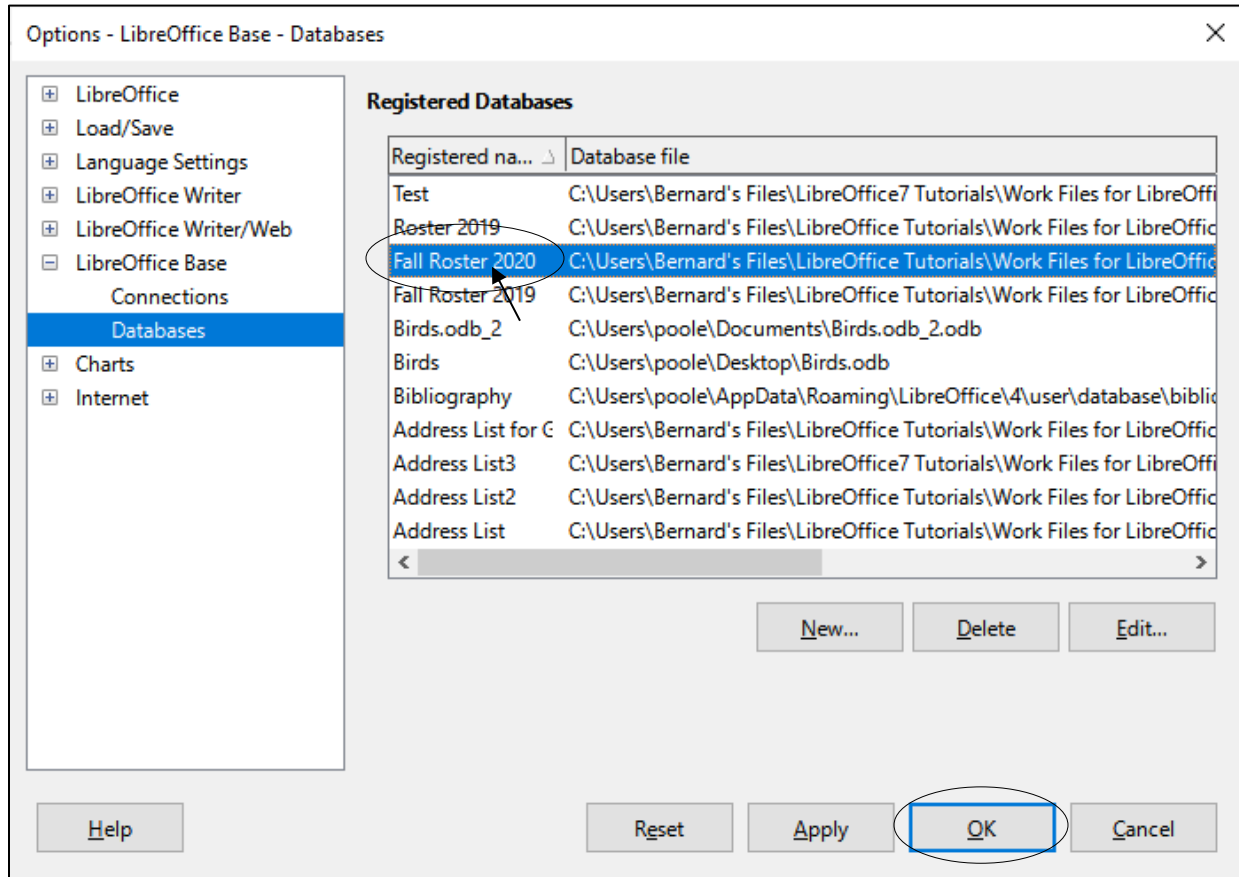 Options - LibreOffice Base - Databases
LibreOffice
Load/Save
Language Settings
LibreOffice Writer
LibreOffice Writer/Web
LibreOffice Base
Connections
Databases
Charts
Internet
Registered Databases
Registered na... Database file
Test C:\Users\Bernard's Files\LibreOffice7 Tutorials\Work Files for LibreOffi
Roster 2019 C:\Users\Bernard's Files\LibreOffice Tutorials\Work Files for LibreOffic
Fall Roster 2020 C:\Users\Bernard's Files\LibreOffice Tutorials\Work Files for LibreOffic
Fall Roster 2019 C:\Users\Bernard's Files\LibreOffice Tutorials\Work Files for LibreOffic
Birds.odb_2 C:\Users\poole\Documents\Birds.odb_2.odb
Birds C:\Users\poole\Desktop\Birds.odb
Bibliography C:\Users\poole\AppData\Roaming\LibreOffice\4\user\database\biblic
Address List for G C:\Users\Bernard's Files\LibreOffice Tutorials\Work Files for LibreOffic
Address List3 C:\Users\Bernard's Files\LibreOffice7 Tutorials\Work Files for LibreOffi
Address List2 C:\Users\Bernard's Files\LibreOffice Tutorials\Work Files for LibreOffic
Address List C:\Users\Bernard's Files\LibreOffice Tutorials\Work Files for LibreOffic
New... Delete Edit...
Help Reset Apply OK Cancel